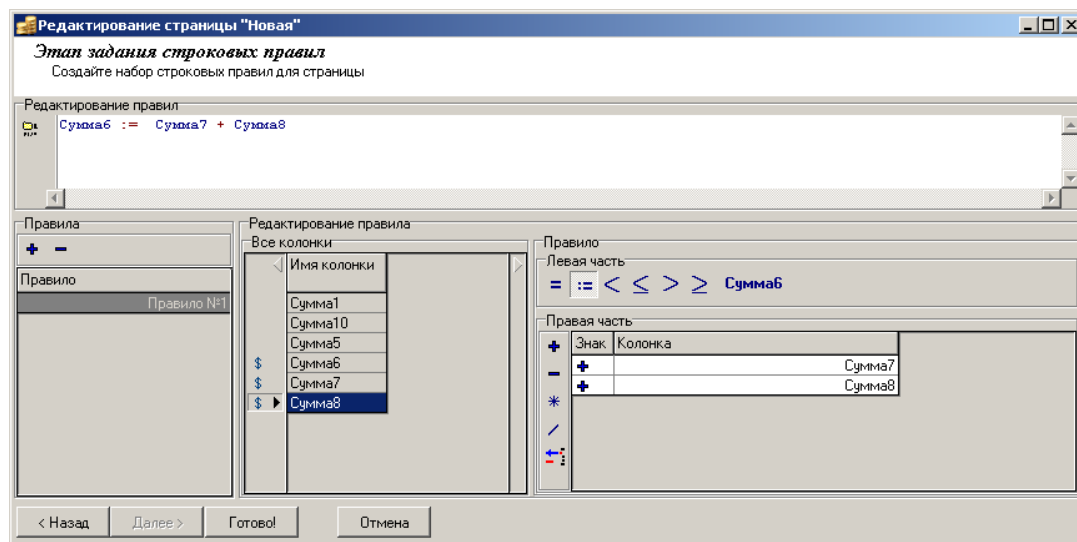 Редактирование страницы "Новая"
Этап задания строковых правил
Создайте набор строковых правил для страницы
Редактирование правил
Сумма6 := Сумма7 + Сумма8
Правила
Редактирование правила
Все колонки
Правило
Левая часть
+ -
Имя колонки
= := < ≤ > ≥ Сумма6
Правило
Правило №1
Сумма1
Сумма10
Сумма5
$ Сумма6
$ Сумма7
$ Сумма8
Правая часть
Знак Колонка
+ Сумма7
+ Сумма8
+
-
*
/
< Назад Далее > Готово! Отмена